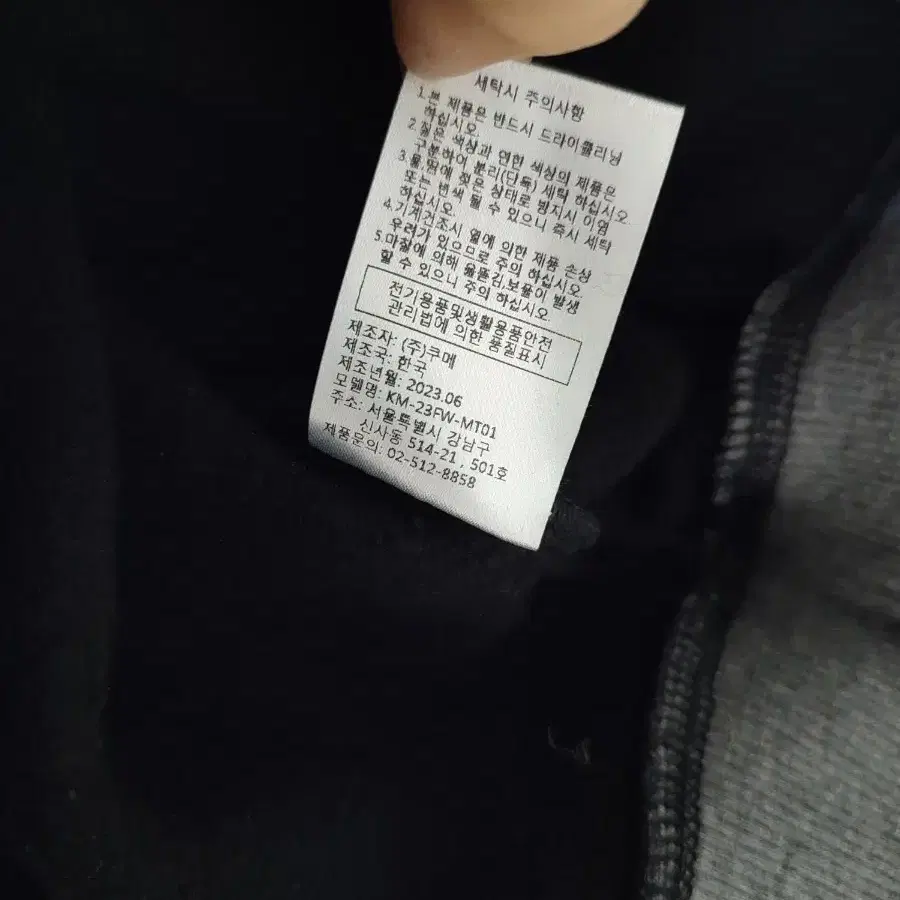 세탁시 주의사항
1.본 제품은 반드시 드라이클리닝
하십시오.
2.짙은 색상과 연한 색상의 제품은
구분하여 분리(단독) 세탁 하십시오.
3.물,땀에 젖은 상태로 방치시 이염
또는 변색 될 수 있으니 즉시 세탁
하십시오.
4.기계건조시 열에 의한 제품 손상
우려가 있으므로 주의 하십시오.
5.마찰에 의해 올뜯김,보풀이 발생
할 수 있으니 주의 하십시오.
전기용품및생활용품안전
관리법에 의한 품질표시
제조자: (주)쿠메
제조국: 한국
제조년월: 2023.06
모델명: KM-23FW-MT01
주소: 서울특별시 강남구
신사동 514-21 , 501호
제품문의: 02-512-8858